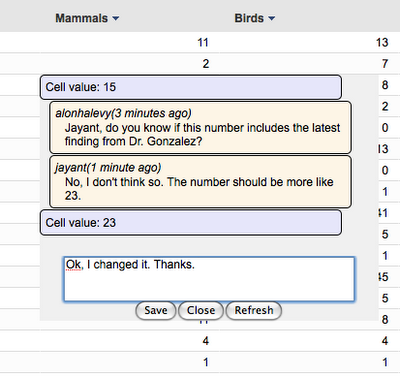 Mammals Birds
11 13
2 7
Cell value: 15 8
alonhalevy(3 minutes ago) 2
Jayant, do you know if this number includes the latest 0
finding from Dr. Gonzalez? 13
jayant(1 minute ago) 0
No, I don't think so. The number should be more like 1
23.
Cell value: 23 41
5
Ok, I changed it. Thanks. 1
45
5
Save Close Refresh 8
4 4
1 1